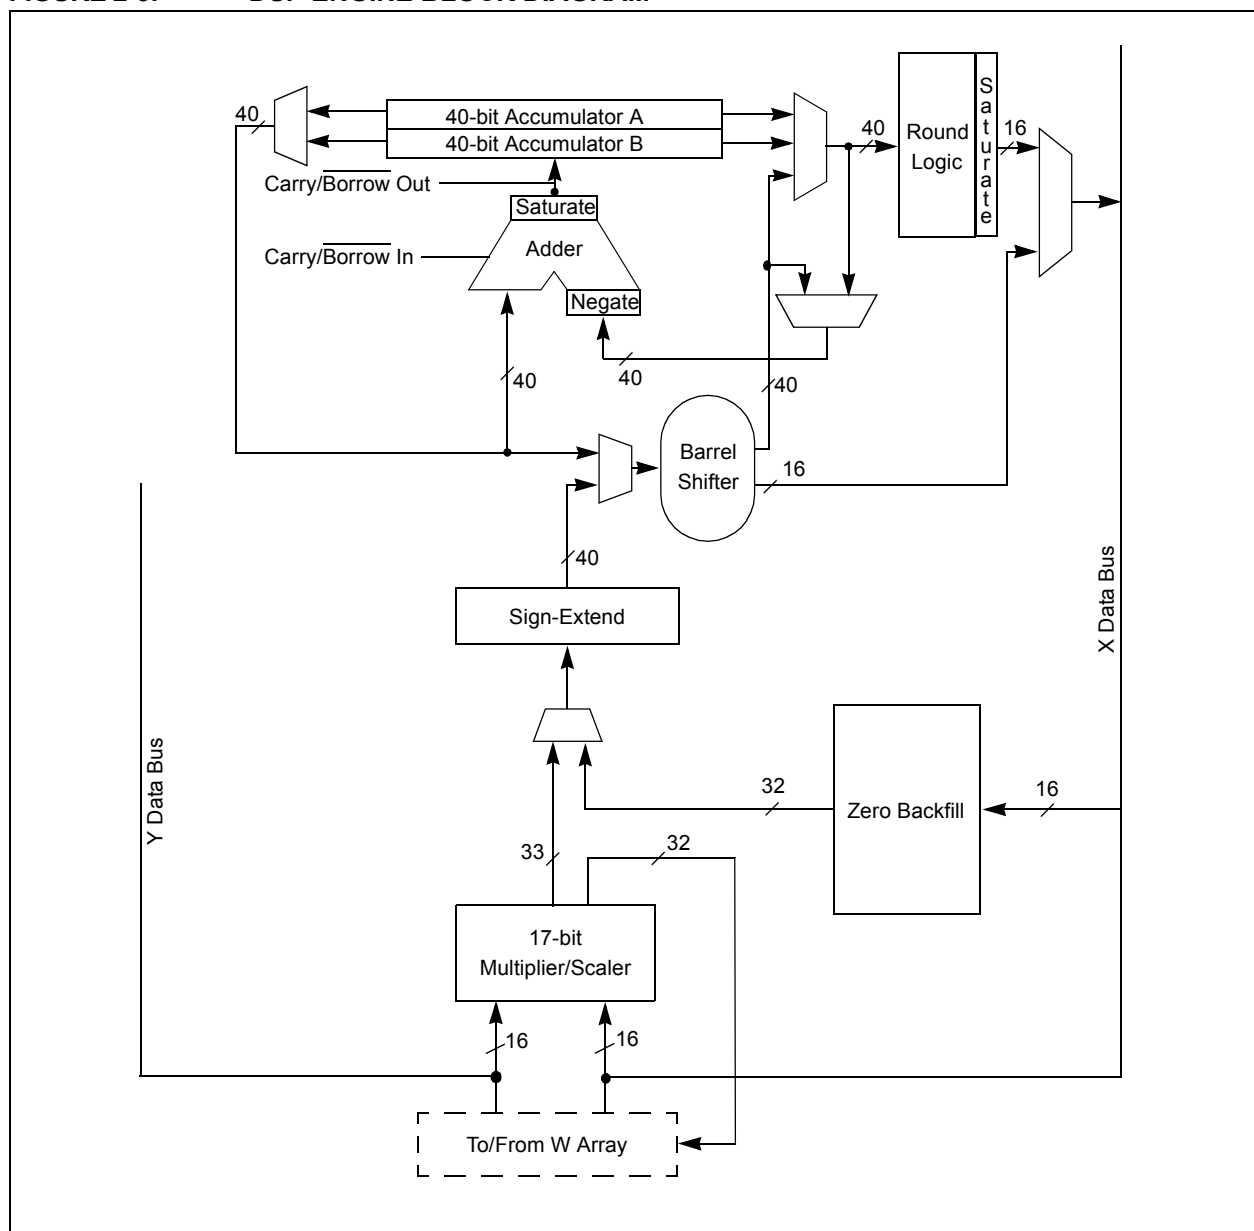 40-bit Accumulator A
40-bit Accumulator B
40
Carry/Borrow Out
Saturate
Carry/Borrow In
Adder
Negate
40
Round
Logic
Saturate
16
40
40
40
Barrel
Shifter
16
40
Sign-Extend
X Data Bus
Y Data Bus
33
32
32
Zero Backfill
16
17-bit
Multiplier/Scaler
16
16
To/From W Array